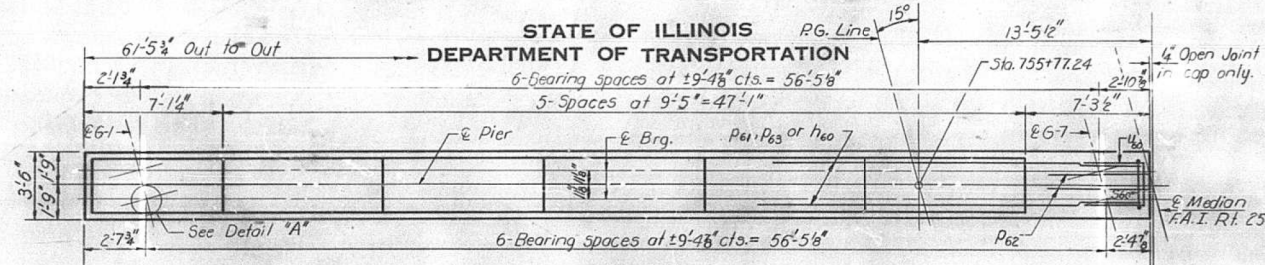 STATE OF ILLINOIS
DEPARTMENT OF TRANSPORTATION
61'-5¾" Out to Out
P.G. Line
15°
13'-5½"
¼" Open Joint
in cap only.
Sta. 755+77.24
2'-1¾"
6-Bearing spaces at ±9'-4⅞" cts. = 56'-5⅛"
2'-10⅞"
7'-1¼"
5-Spaces at 9'5" = 47'-1"
7'-3½"
℄ G-1
℄ Pier
℄ Brg.
p61, p63 or h60
℄ G-7
u60
3'-6"
1'-9"
1'-9"
S60
℄ Median
F.A.I. Rt. 25
See Detail "A"
p62
2'-7¾"
6-Bearing spaces at ±9'-4⅞" cts. = 56'-5⅛"
2'-4⅞"